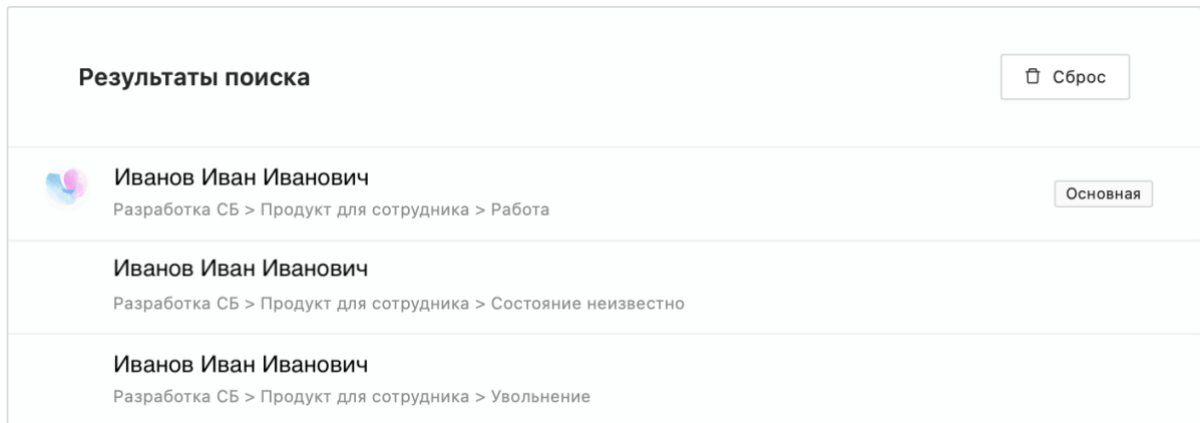 Результаты поиска
Сброс
Иванов Иван Иванович
Разработка СБ > Продукт для сотрудника > Работа
Основная
Иванов Иван Иванович
Разработка СБ > Продукт для сотрудника > Состояние неизвестно
Иванов Иван Иванович
Разработка СБ > Продукт для сотрудника > Увольнение